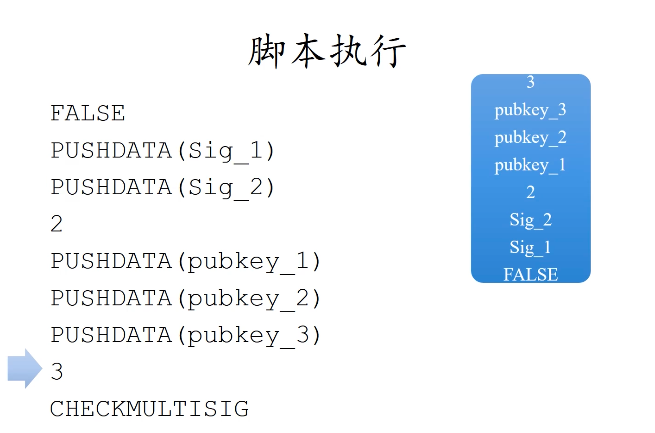 脚本执行
FALSE
PUSHDATA(Sig_1)
PUSHDATA(Sig_2)
2
PUSHDATA(pubkey_1)
PUSHDATA(pubkey_2)
PUSHDATA(pubkey_3)
3
CHECKMULTISIG
3
pubkey_3
pubkey_2
pubkey_1
2
Sig_2
Sig_1
FALSE